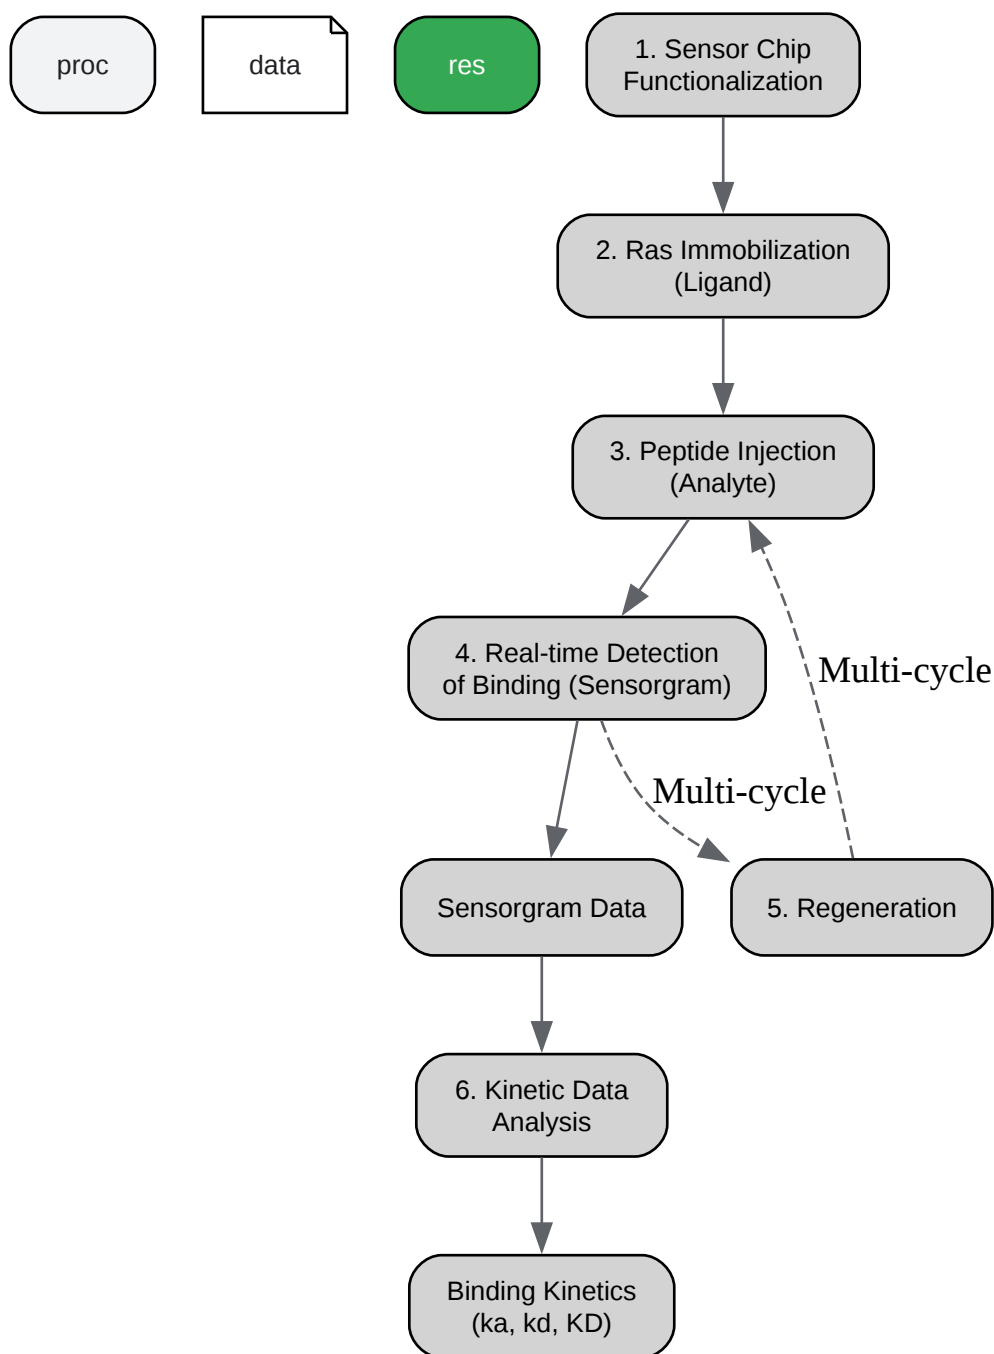 proc
data
res
1. Sensor Chip
Functionalization
2. Ras Immobilization
(Ligand)
3. Peptide Injection
(Analyte)
4. Real-time Detection
of Binding (Sensorgram)
Multi-cycle
Multi-cycle
Sensorgram Data
5. Regeneration
6. Kinetic Data
Analysis
Binding Kinetics
(ka, kd, KD)